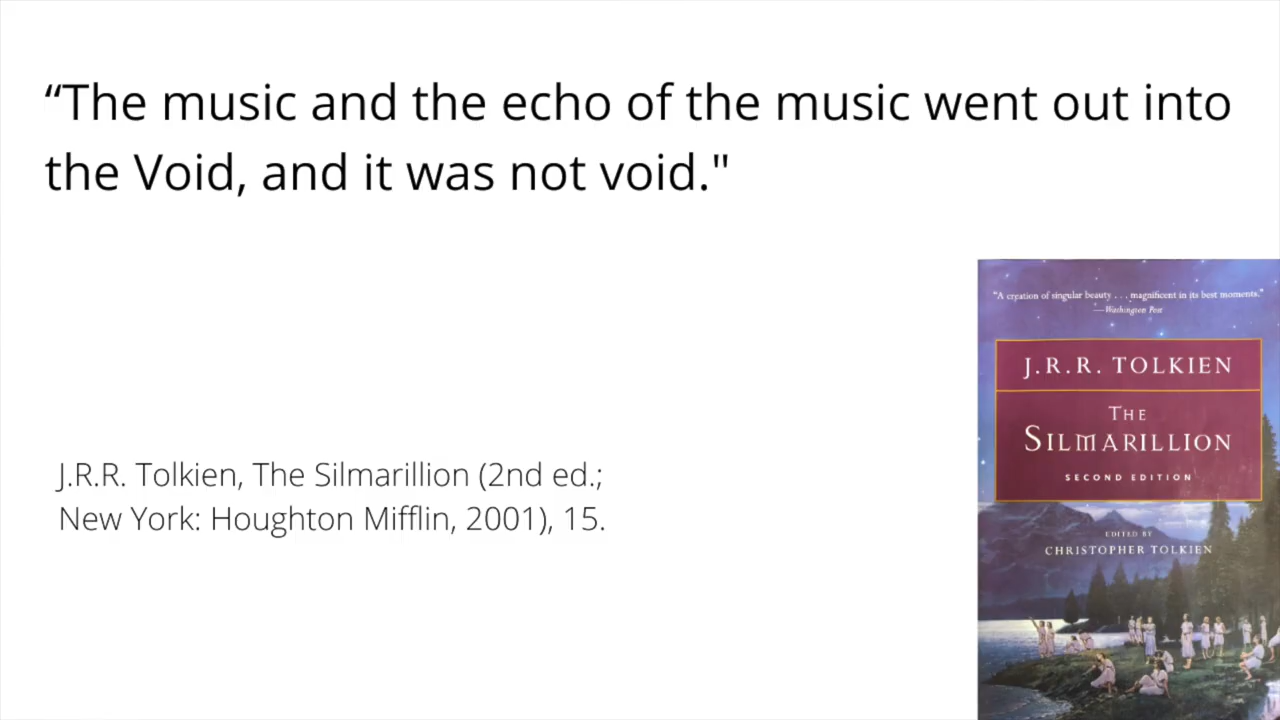 “The music and the echo of the music went out into
the Void, and it was not void."
J.R.R. Tolkien, The Silmarillion (2nd ed.;
New York: Houghton Mifflin, 2001), 15.
"A creation of singular beauty . . . magnificent in its best moments."
—Washington Post
J.R.R. TOLKIEN
THE
SILMARILLION
SECOND EDITION
EDITED BY
CHRISTOPHER TOLKIEN